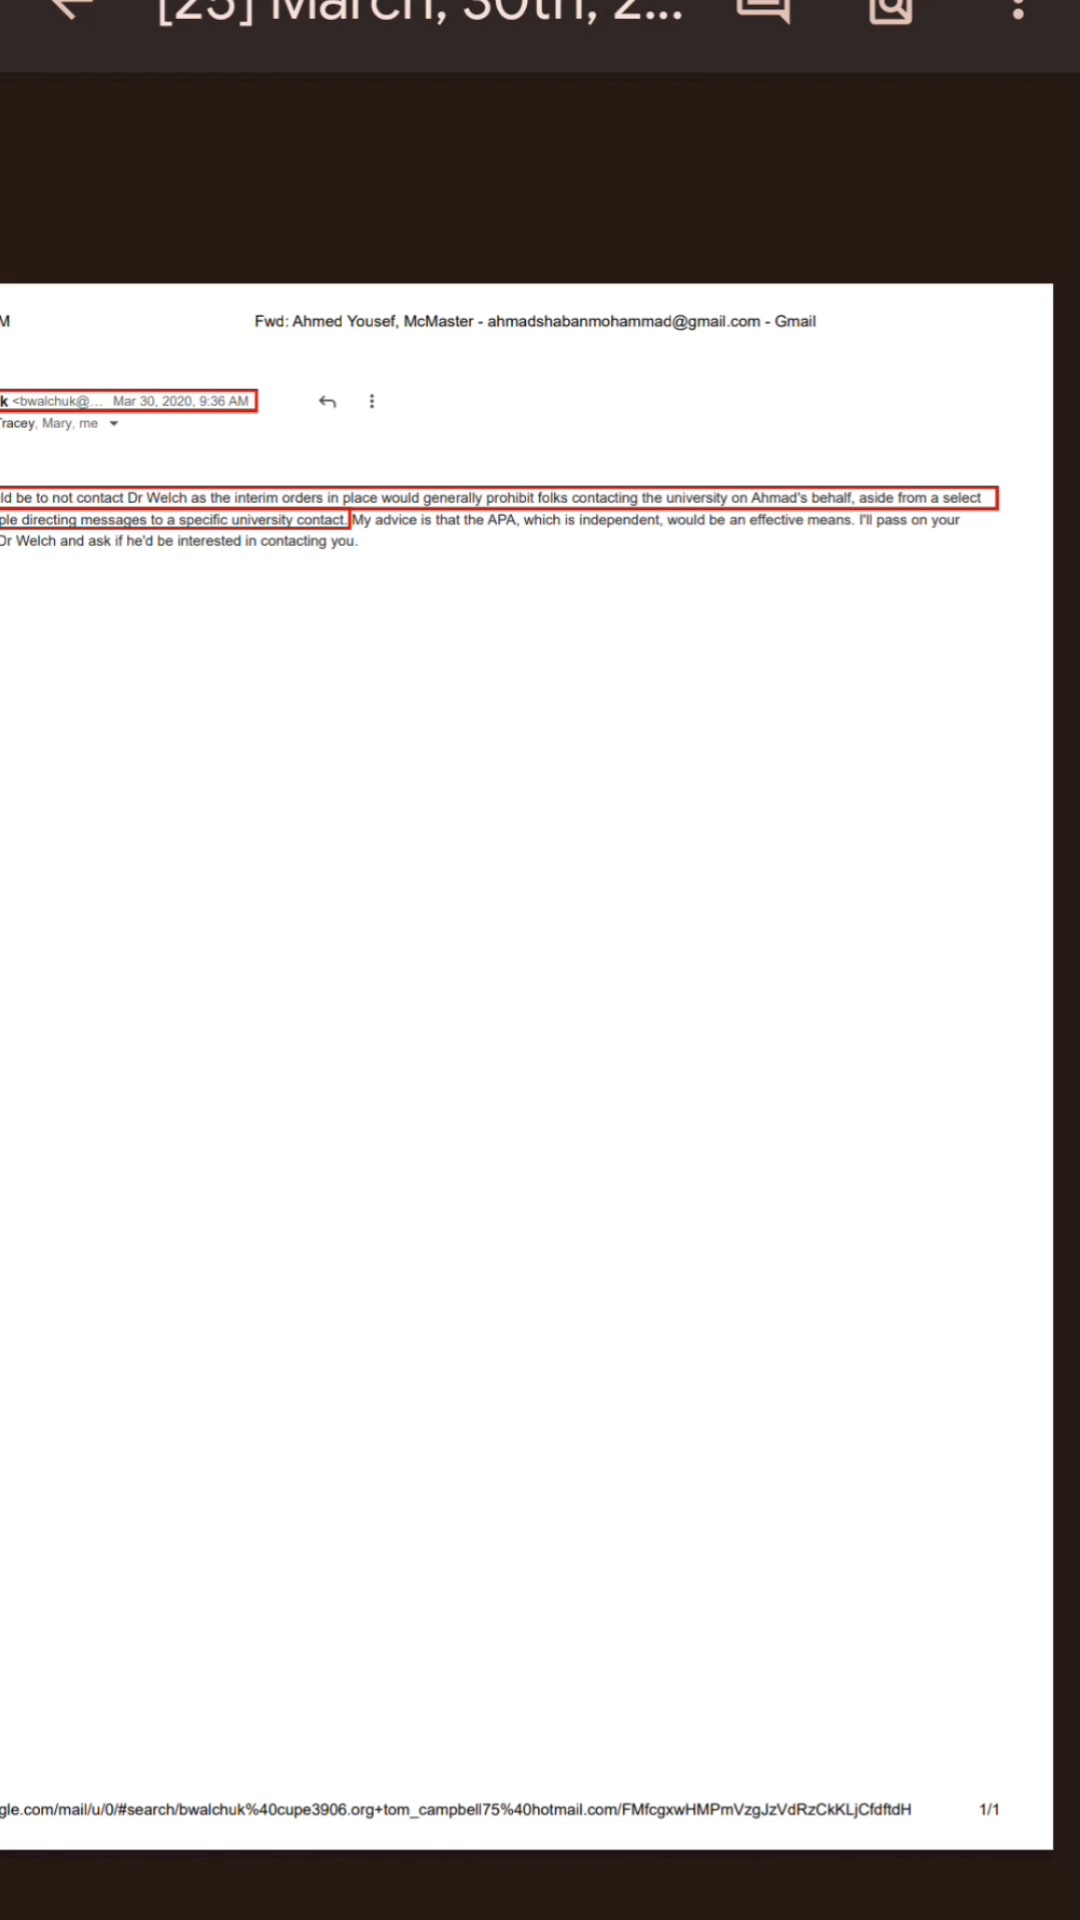 [25] March, 30th, 2...
M
Fwd: Ahmed Yousef, McMaster - ahmadshabanmohammad@gmail.com - Gmail
k <bwalchuk@... Mar 30, 2020, 9:36 AM
Tracey, Mary, me
ld be to not contact Dr Welch as the interim orders in place would generally prohibit folks contacting the university on Ahmad's behalf, aside from a select
ple directing messages to a specific university contact. My advice is that the APA, which is independent, would be an effective means. I'll pass on your
Dr Welch and ask if he'd be interested in contacting you.
gle.com/mail/u/0/#search/bwalchuk%40cupe3906.org+tom_campbell75%40hotmail.com/FMfcgxwHMPmVzgJzVdRzCkKLjCfdftdH
1/1